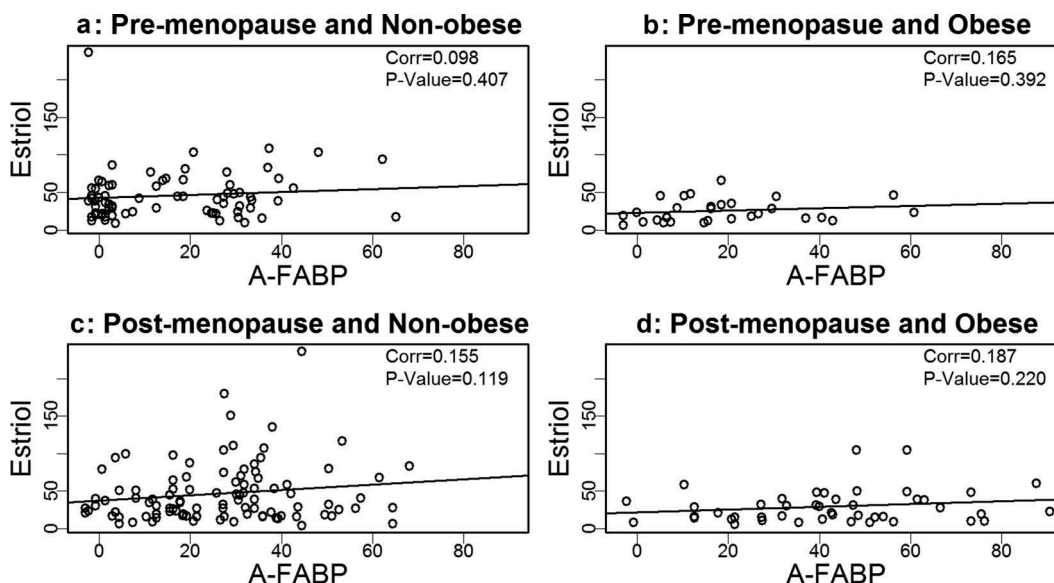 a: Pre-menopause and Non-obese
Corr=0.098
P-Value=0.407
Estriol
0 50 150
0 20 40 60 80
A-FABP
b: Pre-menopasue and Obese
Corr=0.165
P-Value=0.392
Estriol
0 50 150
0 20 40 60 80
A-FABP
c: Post-menopause and Non-obese
Corr=0.155
P-Value=0.119
Estriol
0 50 150
0 20 40 60 80
A-FABP
d: Post-menopause and Obese
Corr=0.187
P-Value=0.220
Estriol
0 50 150
0 20 40 60 80
A-FABP